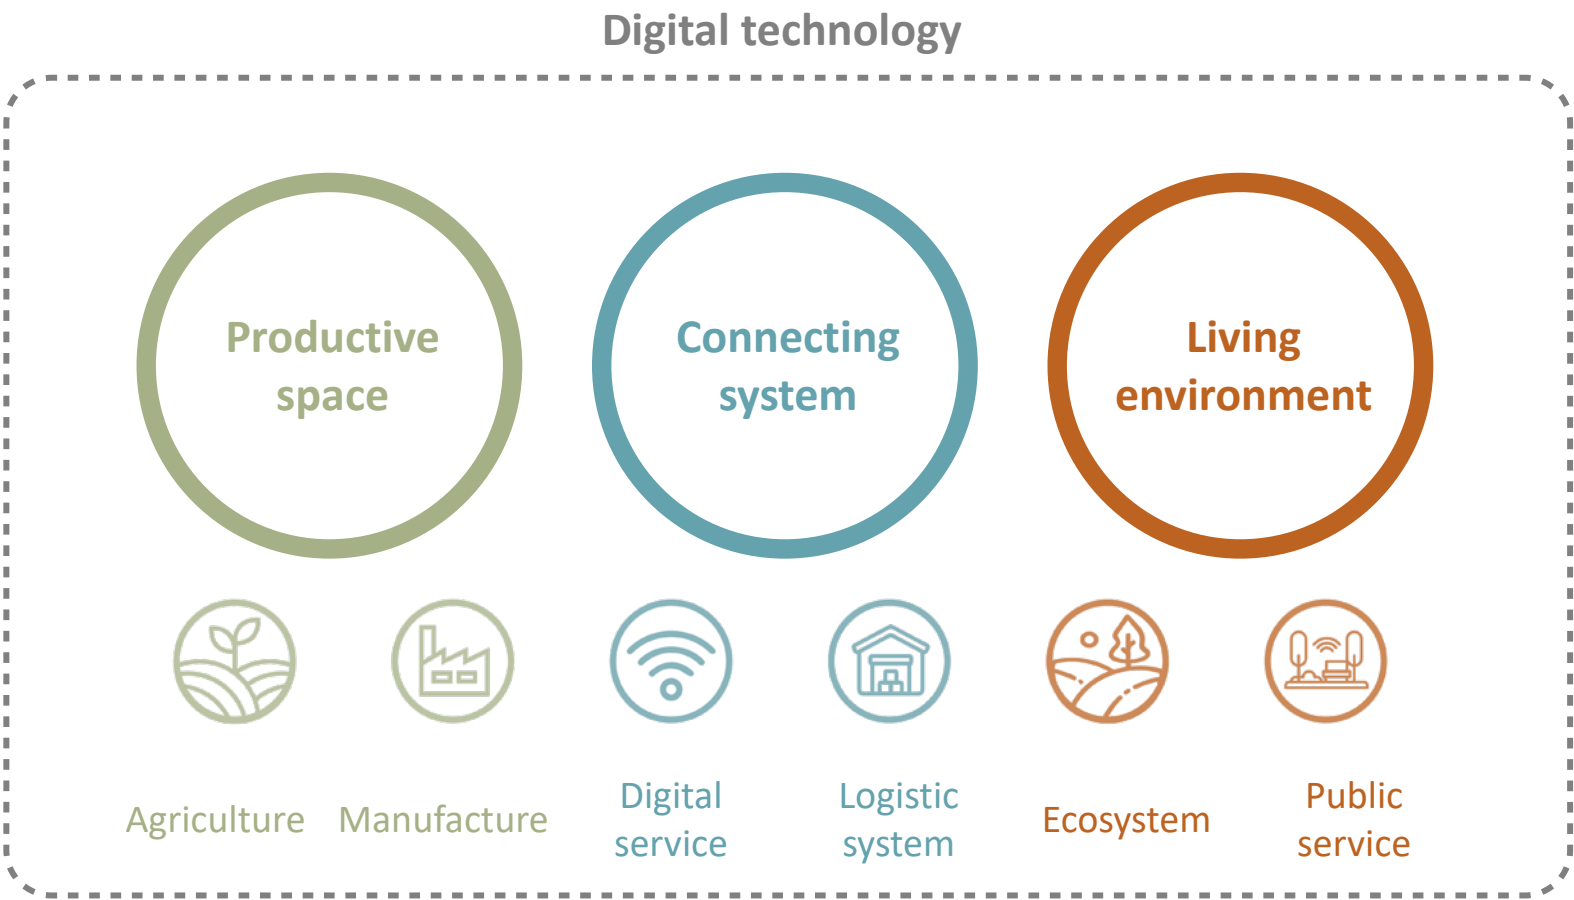 Digital technology
Productive
space
Connecting
system
Living
environment
Agriculture
Manufacture
Digital
service
Logistic
system
Ecosystem
Public
service